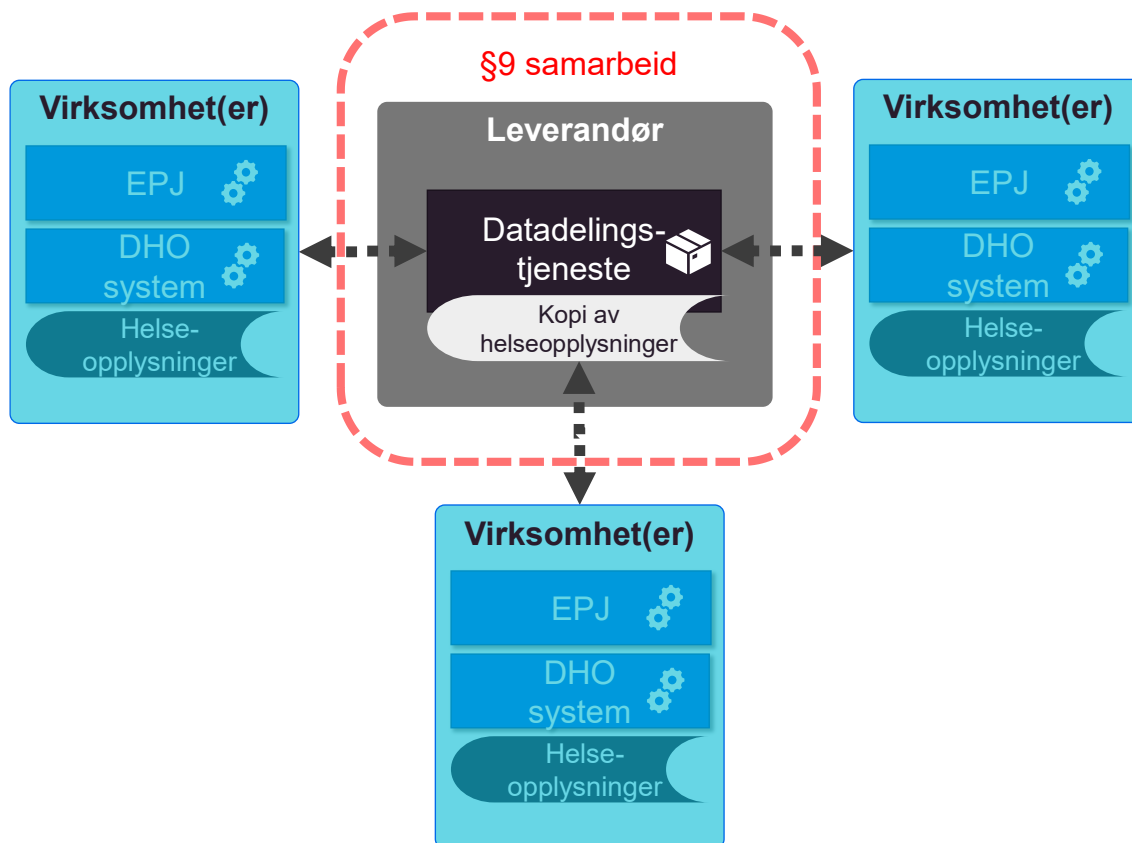 §9 samarbeid
Virksomhet(er)
EPJ
DHO
system
Helse-
opplysninger
Leverandør
Datadelings-
tjeneste
Kopi av
helseopplysninger
Virksomhet(er)
EPJ
DHO
system
Helse-
opplysninger
Virksomhet(er)
EPJ
DHO
system
Helse-
opplysninger